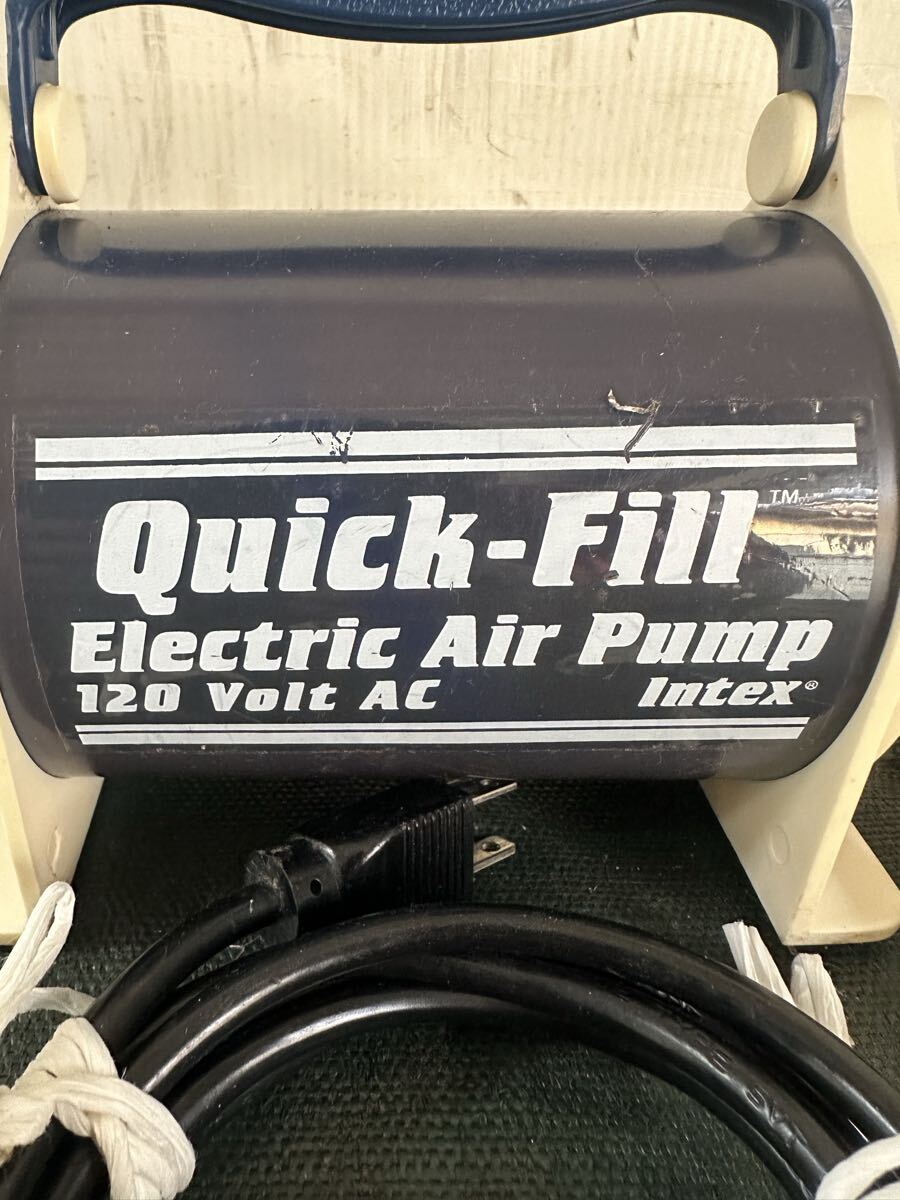 Quick-Fill™
Electric Air Pump
120 Volt AC Intex®